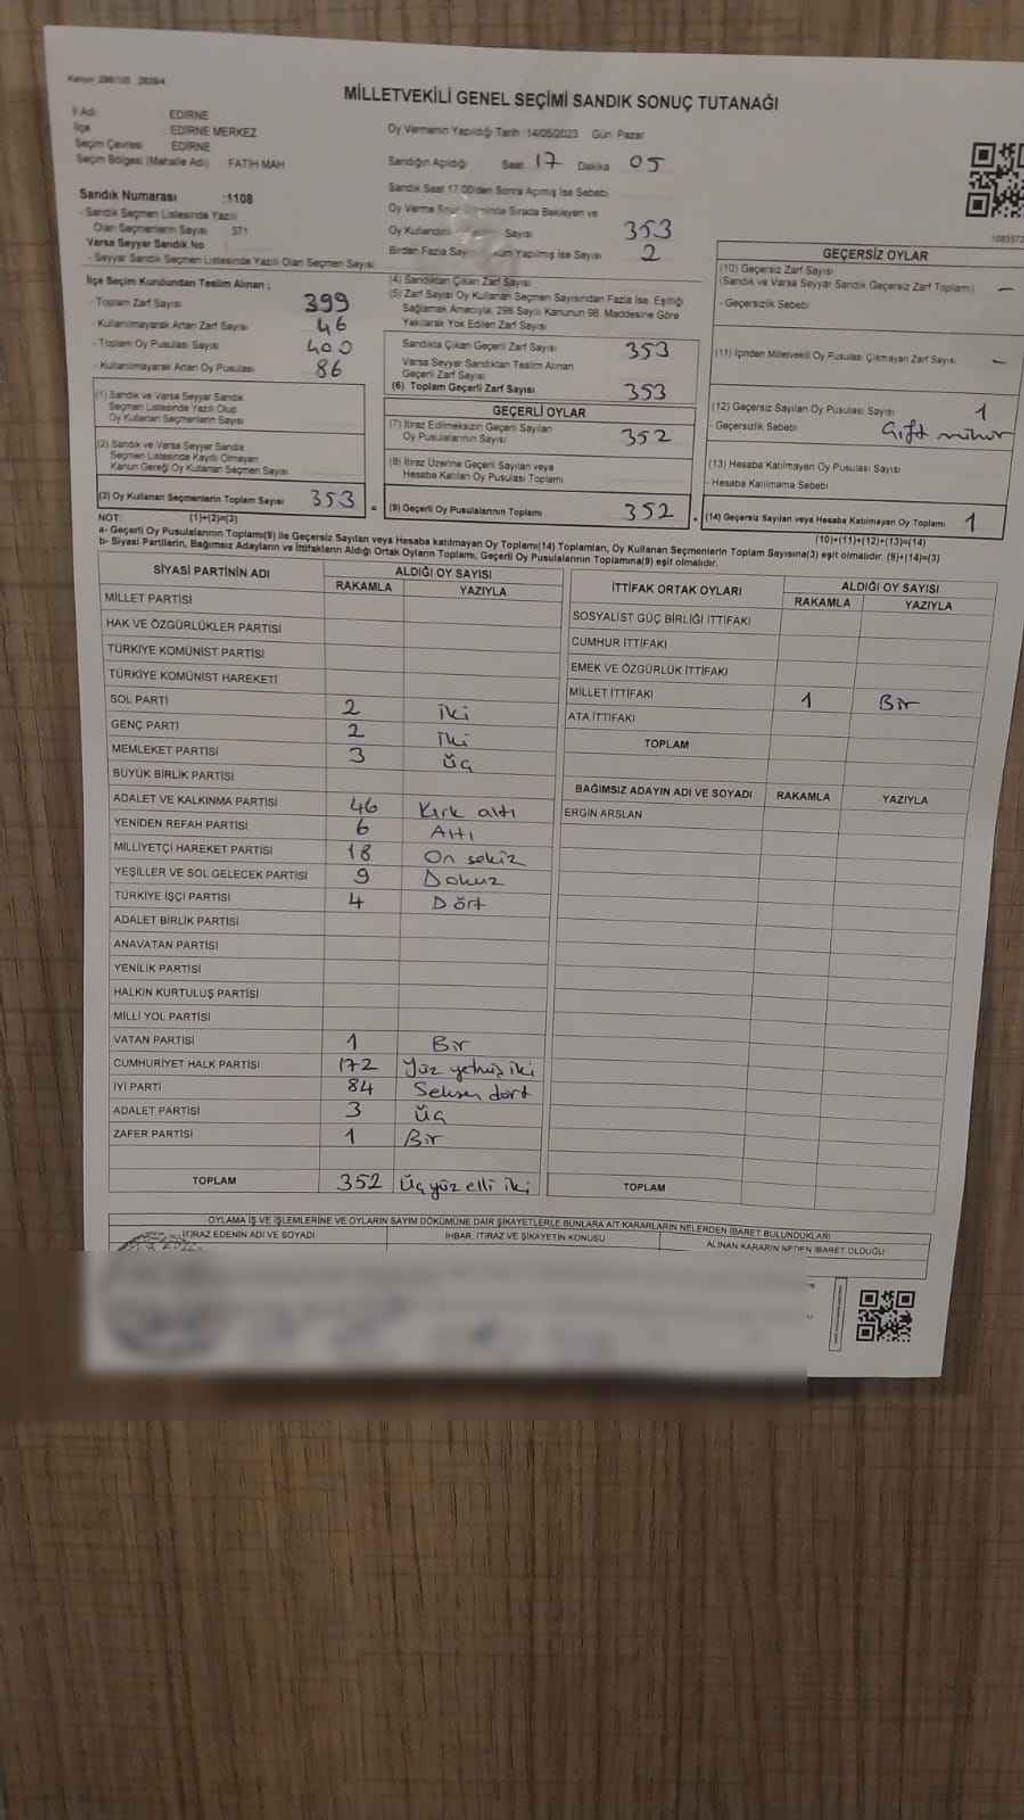 MİLLETVEKİLİ GENEL SEÇİMİ SANDIK SONUÇ TUTANAĞI
İl Adı: EDİRNE
İlçe EDİRNE MERKEZ
Seçim Çevresi EDİRNE
Seçim Bölgesi (Mahalle Adı) FATİH MAH
Oy Vermenin Yapıldığı Tarih :14/05/2023 Gün: Pazar
Sandığın Açıldığı Saat 17 Dakika 05
Sandık Saat 17.00'den Sonra Açılmış İse Sebebi
Sandık Numarası :1108
- Sandık Seçmen Listesinde Yazılı
Olan Seçmenlerin Sayısı 371
Varsa Seyyar Sandık No
- Seyyar Sandık Seçmen Listesinde Yazılı Olan Seçmen Sayısı
Oy Verme Sırada Bekleyen ve
Oy Kullandırı Sayısı 353
Birden Fazla Sayı Yapılmış İse Sayısı 2
İlçe Seçim Kurulundan Teslim Alınan ;
- Toplam Zarf Sayısı 399
- Kullanılmayarak Artan Zarf Sayısı 46
- Toplam Oy Pusulası Sayısı 400
- Kullanılmayarak Artan Oy Pusulası 86
(1) Sandık ve Varsa Seyyar Sandık
Seçmen Listesinde Yazılı Olup
Oy Kullanan Seçmenlerin Sayısı
(2) Sandık ve Varsa Seyyar Sandık
Seçmen Listesinde Kayıtlı Olmayan
Kanun Gereği Oy Kullanan Seçmen Sayısı
(3) Oy Kullanan Seçmenlerin Toplam Sayısı 353
(4) Sandıktan Çıkan Zarf Sayısı
(5) Zarf Sayısı Oy Kullanan Seçmen Sayısından Fazla İse, Eşitliği
Sağlamak Amacıyla, 298 Sayılı Kanunun 98. Maddesine Göre
Yakılarak Yok Edilen Zarf Sayısı
Sandıkta Çıkan Geçerli Zarf Sayısı 353
Varsa Seyyar Sandıktan Teslim Alınan
Geçerli Zarf Sayısı
(6) Toplam Geçerli Zarf Sayısı 353
GEÇERLİ OYLAR
(7) İtiraz Edilmeksizin Geçerli Sayılan
Oy Pusulalarının Sayısı 352
(8) İtiraz Üzerine Geçerli Sayılan veya
Hesaba Katılan Oy Pusulası Toplamı
(9) Geçerli Oy Pusulalarının Toplamı 352
GEÇERSİZ OYLAR
(10) Geçersiz Zarf Sayısı
(Sandık ve Varsa Seyyar Sandık Geçersiz Zarf Toplamı) —
- Geçersizlik Sebebi
(11) İçinden Milletvekili Oy Pusulası Çıkmayan Zarf Sayısı —
(12) Geçersiz Sayılan Oy Pusulası Sayısı 1
- Geçersizlik Sebebi Çift mühür
(13) Hesaba Katılmayan Oy Pusulası Sayısı
- Hesaba Katılmama Sebebi
(14) Geçersiz Sayılan veya Hesaba Katılmayan Oy Toplamı 1
NOT: (1)+(2)=(3) (10)+(11)+(12)+(13)=(14)
a- Geçerli Oy Pusulalarının Toplamı(9) ile Geçersiz Sayılan veya Hesaba katılmayan Oy Toplamı(14) Toplamları, Oy Kullanan Seçmenlerin Toplam Sayısına(3) eşit olmalıdır. (9)+(14)=(3)
b- Siyasi Partilerin, Bağımsız Adayların ve İttifakların Aldığı Ortak Oyların Toplamı, Geçerli Oy Pusulalarının Toplamına(9) eşit olmalıdır.
SİYASİ PARTİNİN ADI ALDIĞI OY SAYISI
RAKAMLA YAZIYLA
MİLLET PARTİSİ
HAK VE ÖZGÜRLÜKLER PARTİSİ
TÜRKİYE KOMÜNİST PARTİSİ
TÜRKİYE KOMÜNİST HAREKETİ
SOL PARTİ 2 iki
GENÇ PARTİ 2 iki
MEMLEKET PARTİSİ 3 üç
BÜYÜK BİRLİK PARTİSİ
ADALET VE KALKINMA PARTİSİ 46 Kırk altı
YENİDEN REFAH PARTİSİ 6 Altı
MİLLİYETÇİ HAREKET PARTİSİ 18 On sekiz
YEŞİLLER VE SOL GELECEK PARTİSİ 9 Dokuz
TÜRKİYE İŞÇİ PARTİSİ 4 Dört
ADALET BİRLİK PARTİSİ
ANAVATAN PARTİSİ
YENİLİK PARTİSİ
HALKIN KURTULUŞ PARTİSİ
MİLLİ YOL PARTİSİ
VATAN PARTİSİ 1 Bir
CUMHURİYET HALK PARTİSİ 172 Yüz yetmiş iki
İYİ PARTİ 84 Seksen dört
ADALET PARTİSİ 3 üç
ZAFER PARTİSİ 1 Bir
TOPLAM 352 Üçyüz elli iki
İTTİFAK ORTAK OYLARI ALDIĞI OY SAYISI
RAKAMLA YAZIYLA
SOSYALİST GÜÇ BİRLİĞİ İTTİFAKI
CUMHUR İTTİFAKI
EMEK VE ÖZGÜRLÜK İTTİFAKI
MİLLET İTTİFAKI 1 Bir
ATA İTTİFAKI
TOPLAM
BAĞIMSIZ ADAYIN ADI VE SOYADI RAKAMLA YAZIYLA
ERGİN ARSLAN
TOPLAM
OYLAMA İŞ VE İŞLEMLERİNE VE OYLARIN SAYIM DÖKÜMÜNE DAİR ŞİKAYETLERLE BUNLARA AİT KARARLARIN NELERDEN İBARET BULUNDUKLARI
İTİRAZ EDENİN ADI VE SOYADI İHBAR, İTİRAZ VE ŞİKAYETİN KONUSU ALINAN KARARIN NEDEN İBARET OLDUĞU